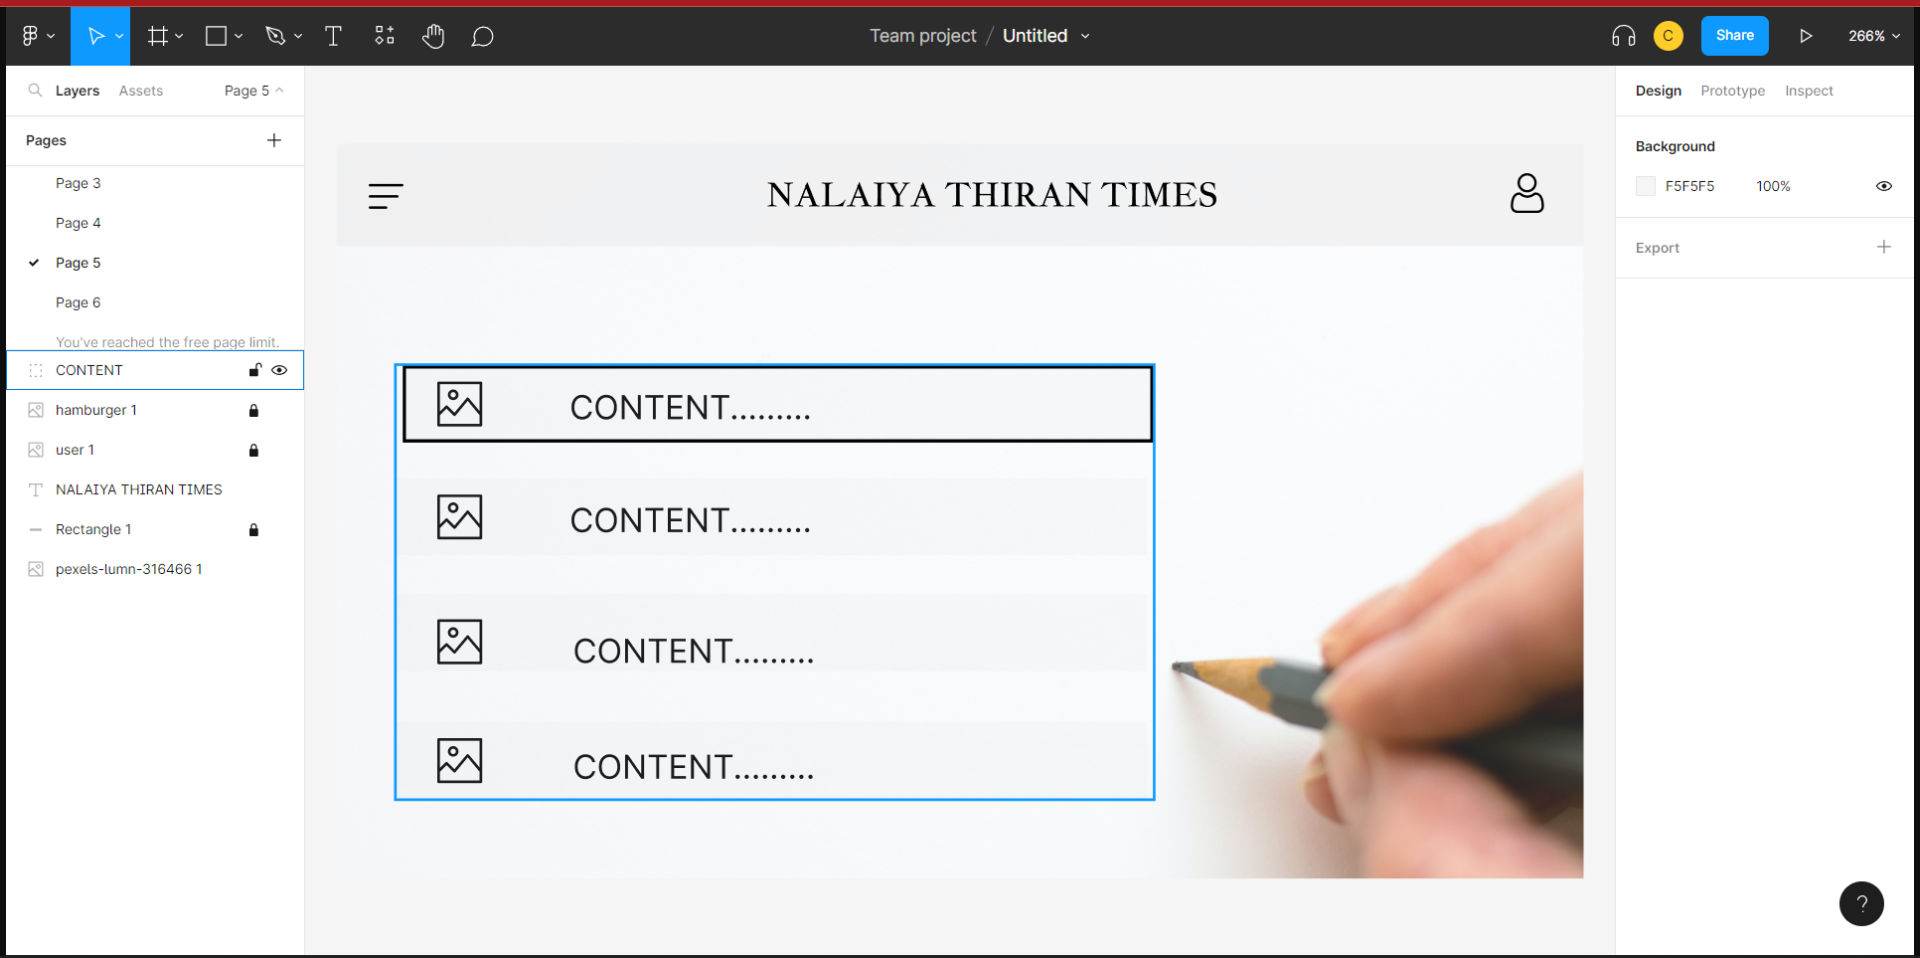 Team project / Untitled
C
Share
266%
Layers Assets Page 5
Pages
Page 3
Page 4
Page 5
Page 6
You've reached the free page limit.
CONTENT
hamburger 1
user 1
NALAIYA THIRAN TIMES
Rectangle 1
pexels-lumn-316466 1
NALAIYA THIRAN TIMES
CONTENT.........
CONTENT.........
CONTENT.........
CONTENT.........
Design Prototype Inspect
Background
F5F5F5 100%
Export
?